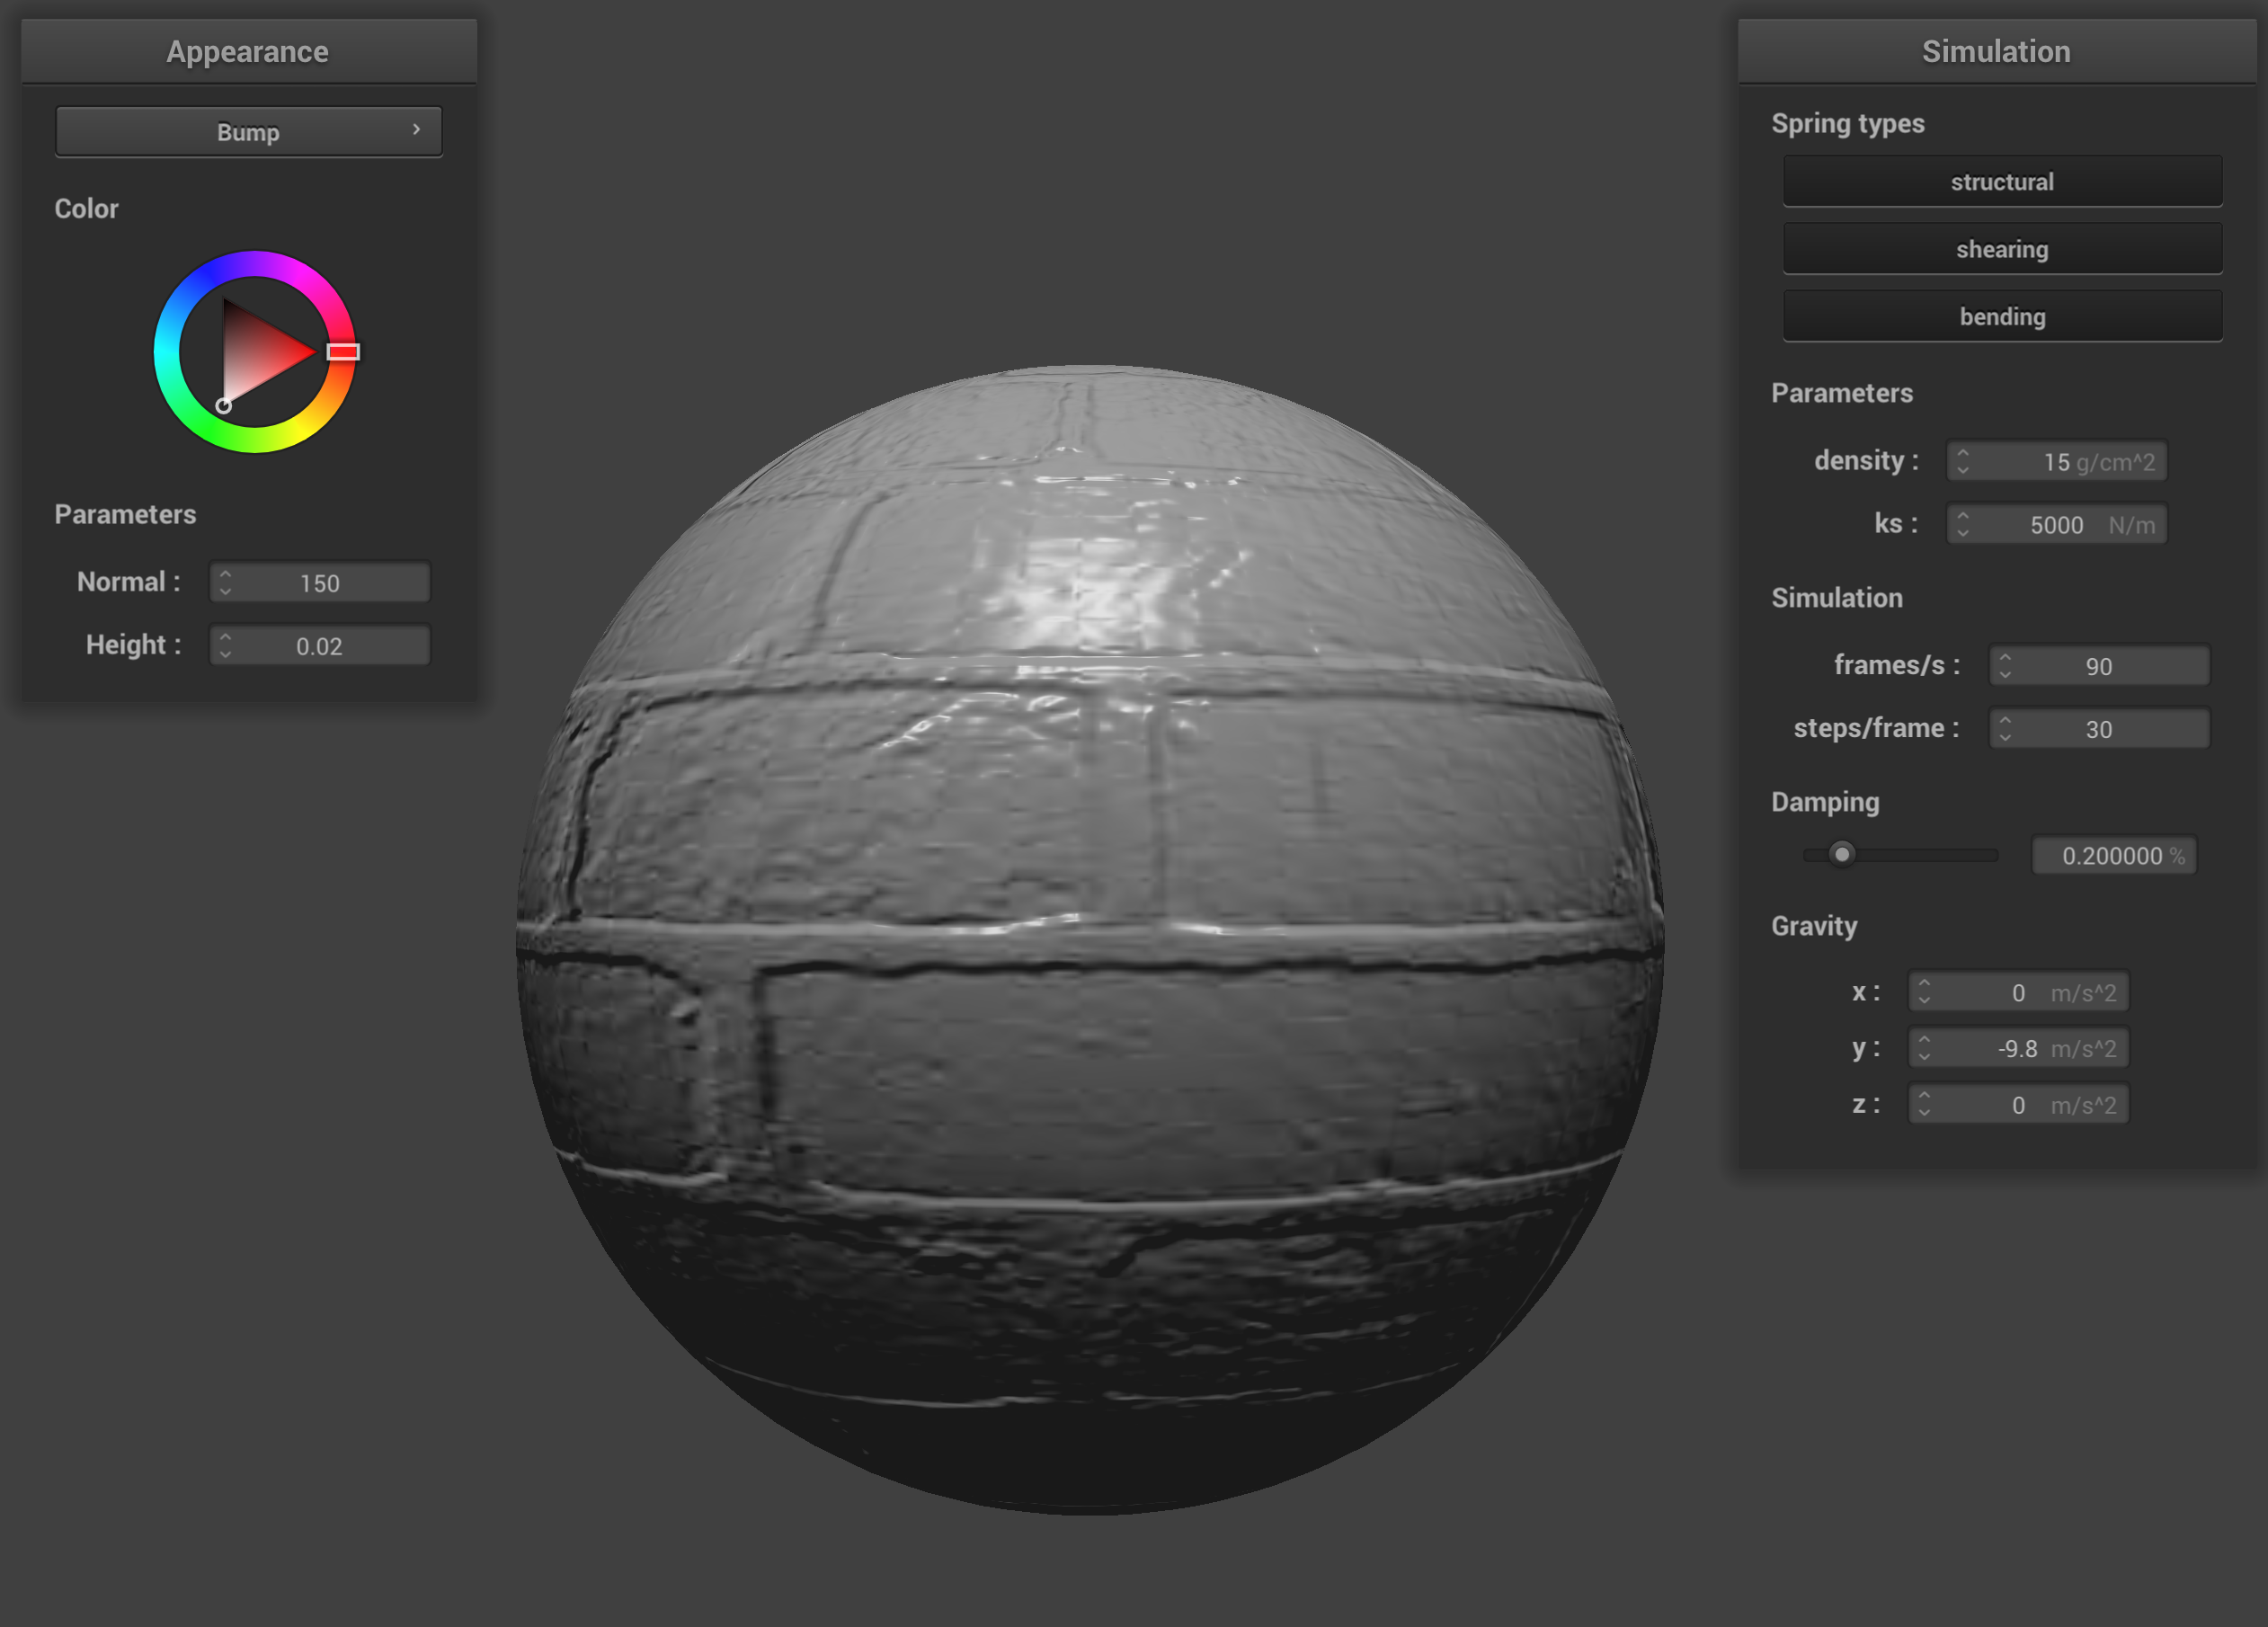 Appearance
Bump
Color
Parameters
Normal : 150
Height : 0.02
Simulation
Spring types
structural
shearing
bending
Parameters
density : 15 g/cm^2
ks : 5000 N/m
Simulation
frames/s : 90
steps/frame : 30
Damping
0.200000 %
Gravity
x : 0 m/s^2
y : -9.8 m/s^2
z : 0 m/s^2